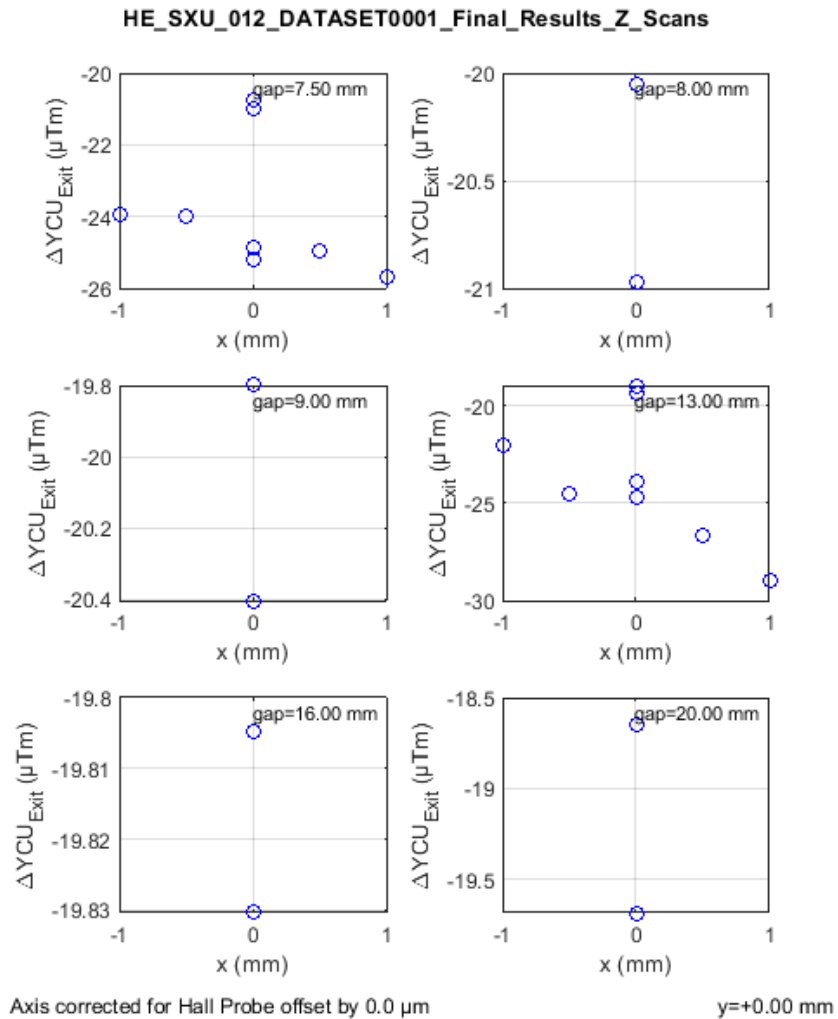 HE_SXU_012_DATASET0001_Final_Results_Z_Scans
-20
-22
-24
-26
ΔYCU_Exit (μTm)
gap=7.50 mm
-1
0
1
x (mm)
-20
-20.5
-21
ΔYCU_Exit (μTm)
gap=8.00 mm
-1
0
1
x (mm)
-19.8
-20
-20.2
-20.4
ΔYCU_Exit (μTm)
gap=9.00 mm
-1
0
1
x (mm)
-20
-25
-30
ΔYCU_Exit (μTm)
gap=13.00 mm
-1
0
1
x (mm)
-19.8
-19.81
-19.82
-19.83
ΔYCU_Exit (μTm)
gap=16.00 mm
-1
0
1
x (mm)
-18.5
-19
-19.5
ΔYCU_Exit (μTm)
gap=20.00 mm
-1
0
1
x (mm)
Axis corrected for Hall Probe offset by 0.0 μm
y=+0.00 mm